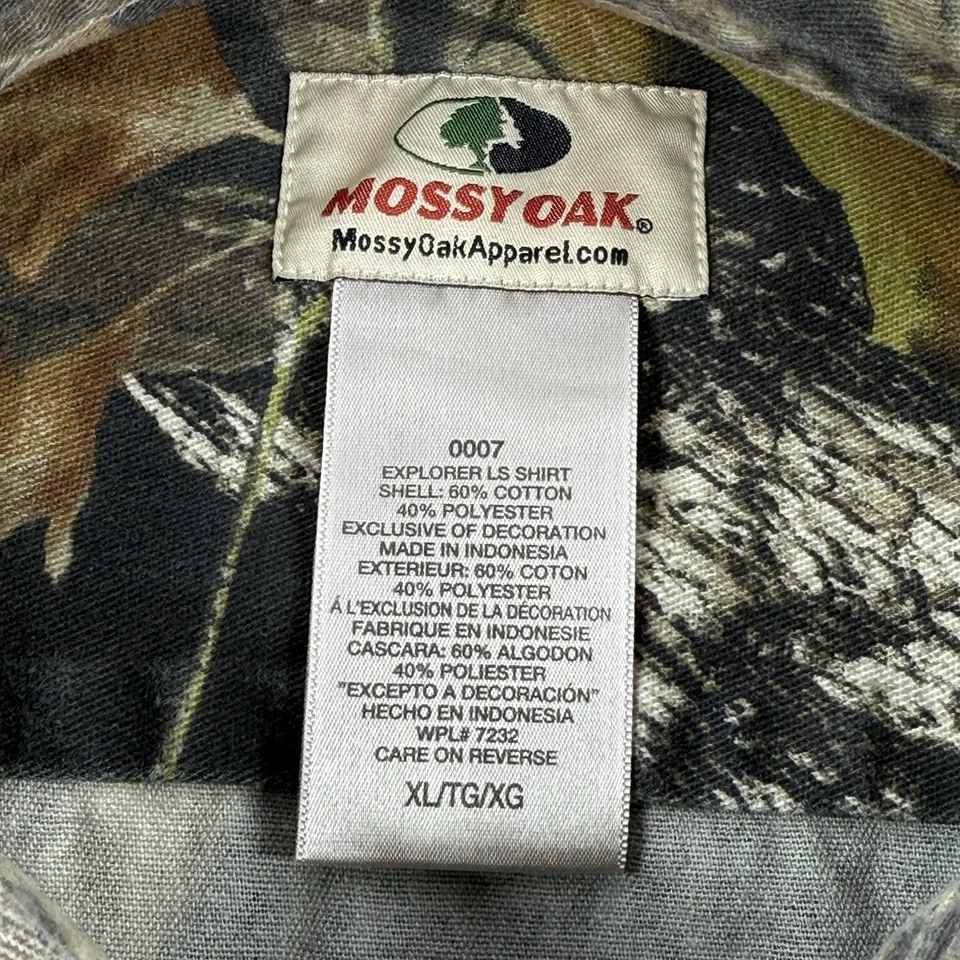 MOSSY OAK®
MossyOakApparel.com
0007
EXPLORER LS SHIRT
SHELL: 60% COTTON
40% POLYESTER
EXCLUSIVE OF DECORATION
MADE IN INDONESIA
EXTERIEUR: 60% COTON
40% POLYESTER
Á L'EXCLUSION DE LA DÉCORATION
FABRIQUE EN INDONESIE
CASCARA: 60% ALGODON
40% POLIESTER
"EXCEPTO A DECORACIÓN"
HECHO EN INDONESIA
WPL# 7232
CARE ON REVERSE
XL/TG/XG